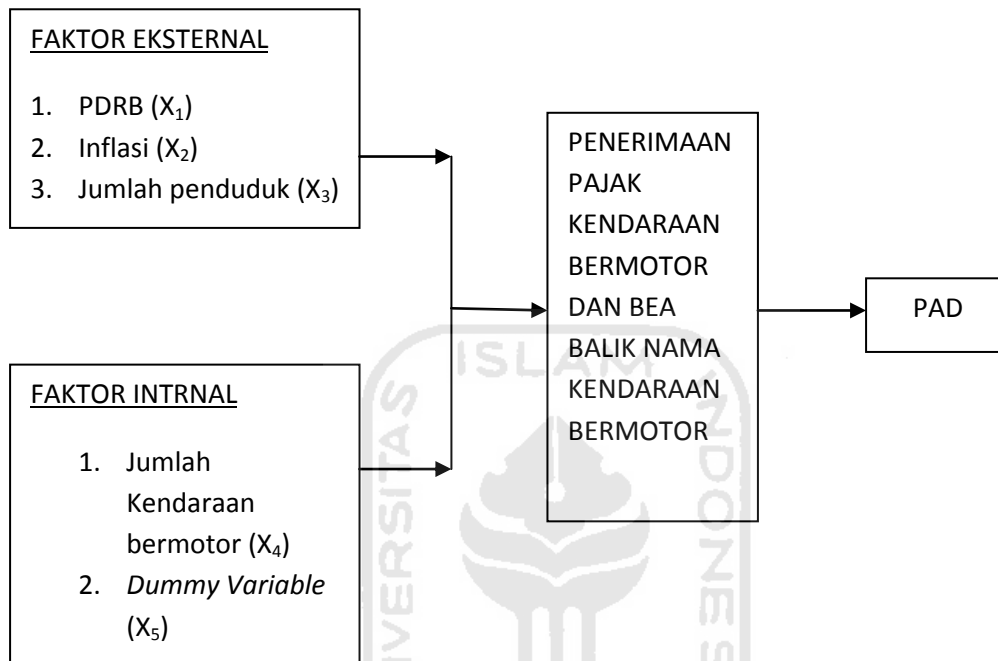 FAKTOR EKSTERNAL
1. PDRB (X₁)
2. Inflasi (X₂)
3. Jumlah penduduk (X₃)
FAKTOR INTRNAL
1. Jumlah
Kendaraan
bermotor (X₄)
2. Dummy Variable
(X₅)
PENERIMAAN
PAJAK
KENDARAAN
BERMOTOR
DAN BEA
BALIK NAMA
KENDARAAN
BERMOTOR
PAD
ISLAM